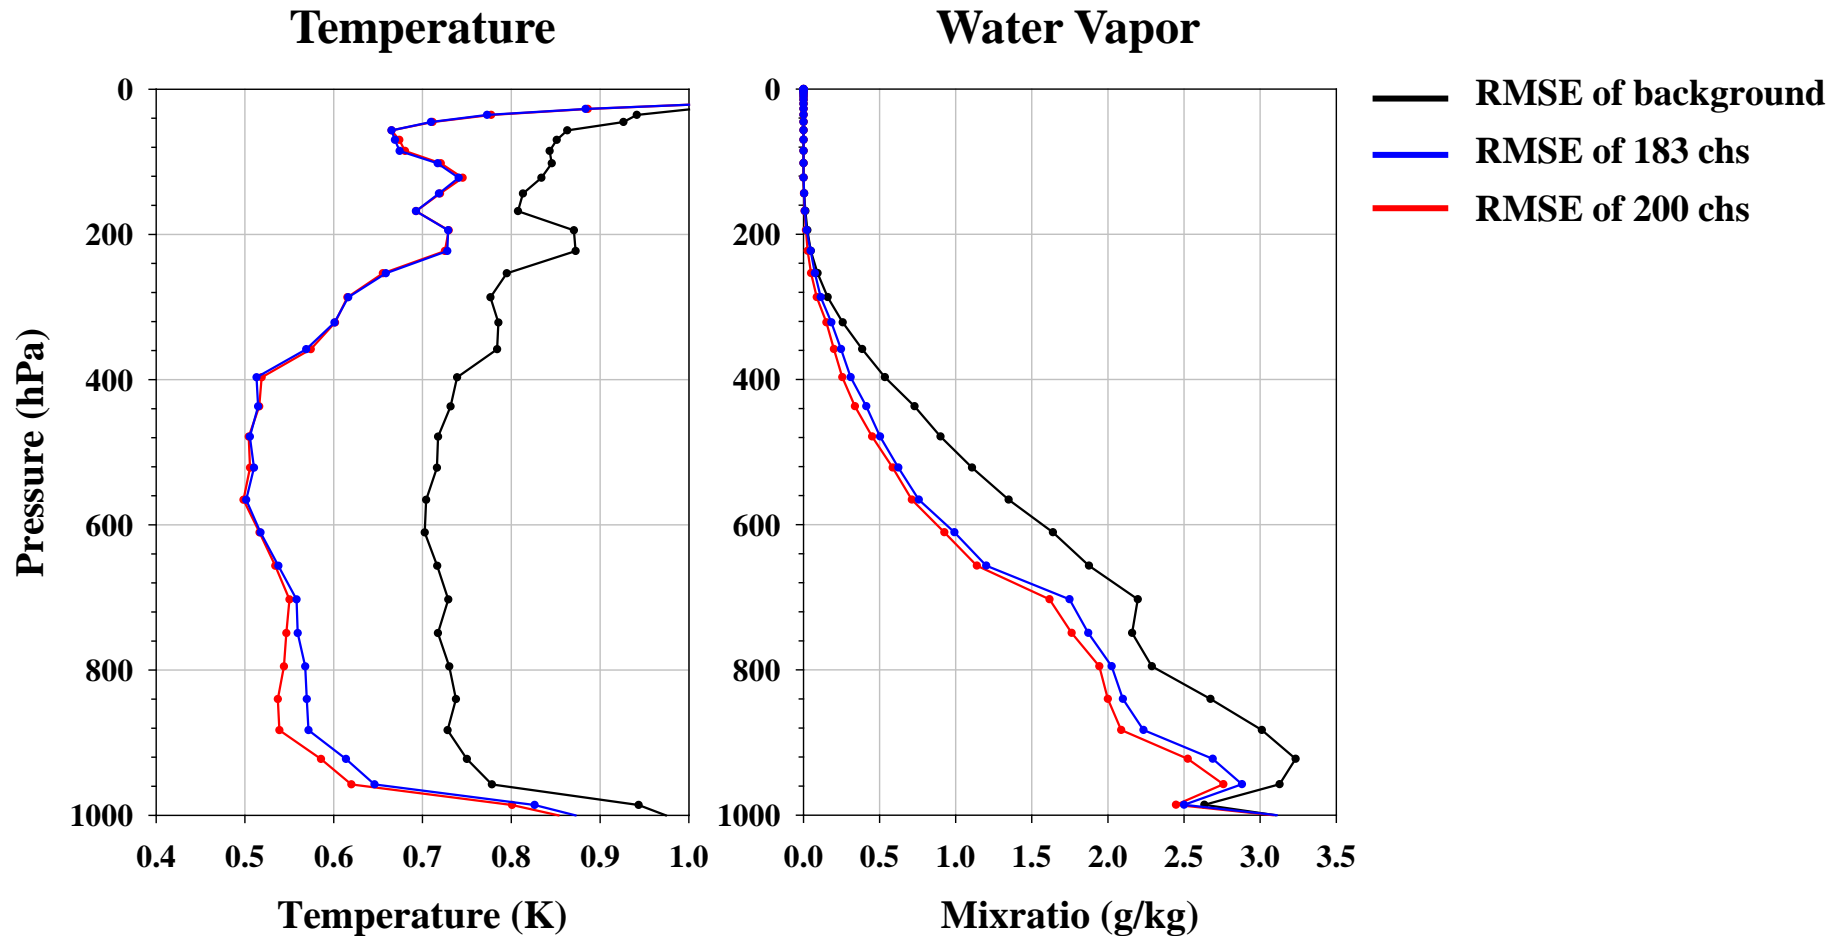 Temperature
Water Vapor
RMSE of background
RMSE of 183 chs
RMSE of 200 chs
Pressure (hPa)
0
200
400
600
800
1000
0.4 0.5 0.6 0.7 0.8 0.9 1.0
Temperature (K)
0
200
400
600
800
1000
0.0 0.5 1.0 1.5 2.0 2.5 3.0 3.5
Mixratio (g/kg)